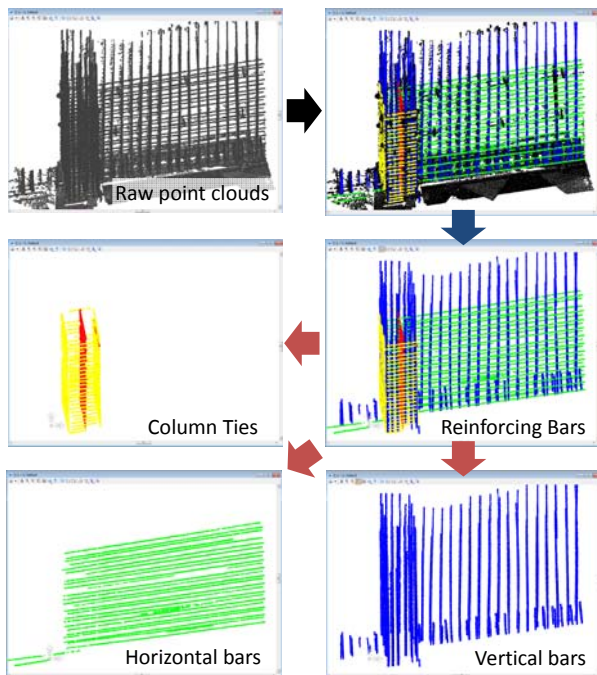 Raw point clouds
Column Ties
Reinforcing Bars
Horizontal bars
Vertical bars